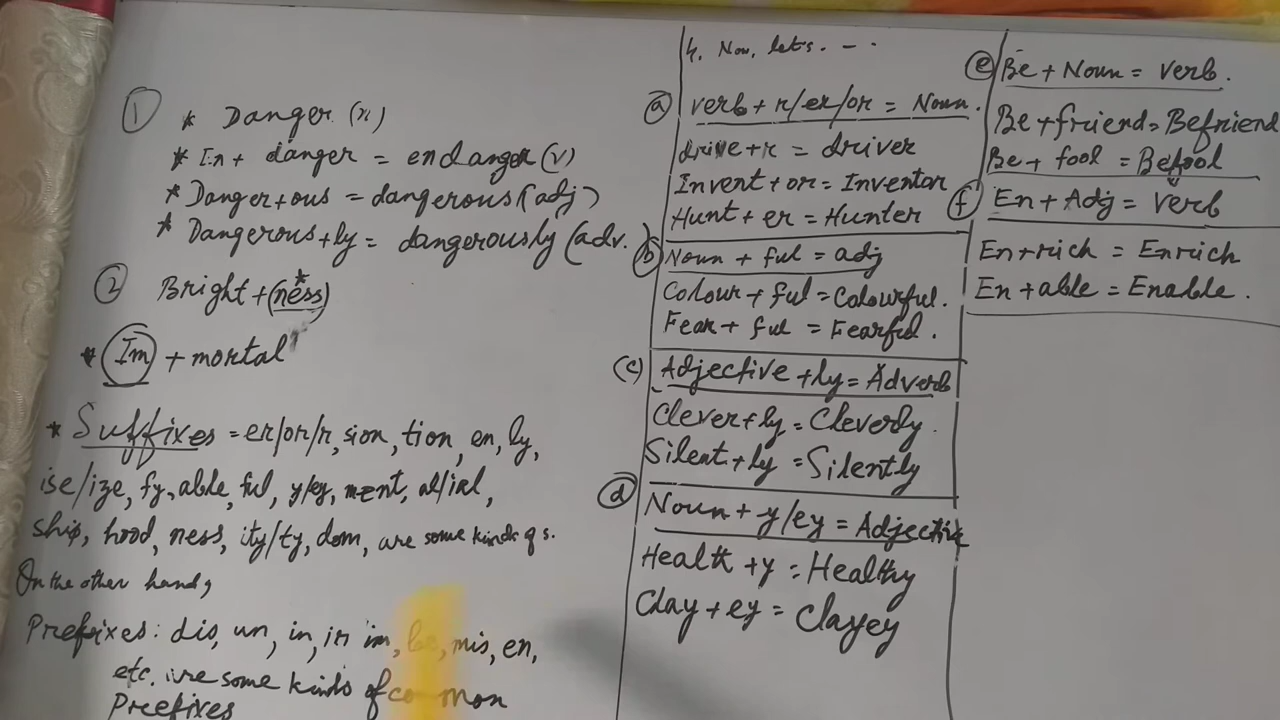 ① * Danger (n)
* En + danger = endanger (v)
* Danger + ous = dangerous (adj)
* Dangerous + ly = dangerously (adv.)
② Bright + (ness)*
* (Im) + mortal
* Suffixes = er/or/r, sion, tion, en, ly,
ise/ize, fy, able, ful, y/ey, ment, al/ial,
ship, hood, ness, ity/ty, dom, are some kinds of s.
On the other hand,
Prefixes: dis, un, in, ir im, be, mis, en,
etc. are some kinds of common
Preefixes
4. Now, let's. - - .
ⓐ verb + r/er/or = Noun.
drive + r = driver
Invent + or = Inventor
Hunt + er = Hunter
ⓑ Noun + ful = adj
Colour + ful = Colourful.
Fear + ful = Fearful.
(c) Adjective + ly = Adverb
Clever + ly = Cleverly.
Silent + ly = Silently
ⓓ Noun + y/ey = Adjective
Health + y = Healthy
Clay + ey = Clayey
ⓔ Be + Noun = verb.
Be + friend = Befriend
Be + fool = Befool
ⓕ En + Adj = verb
En + rich = Enrich
En + able = Enable.